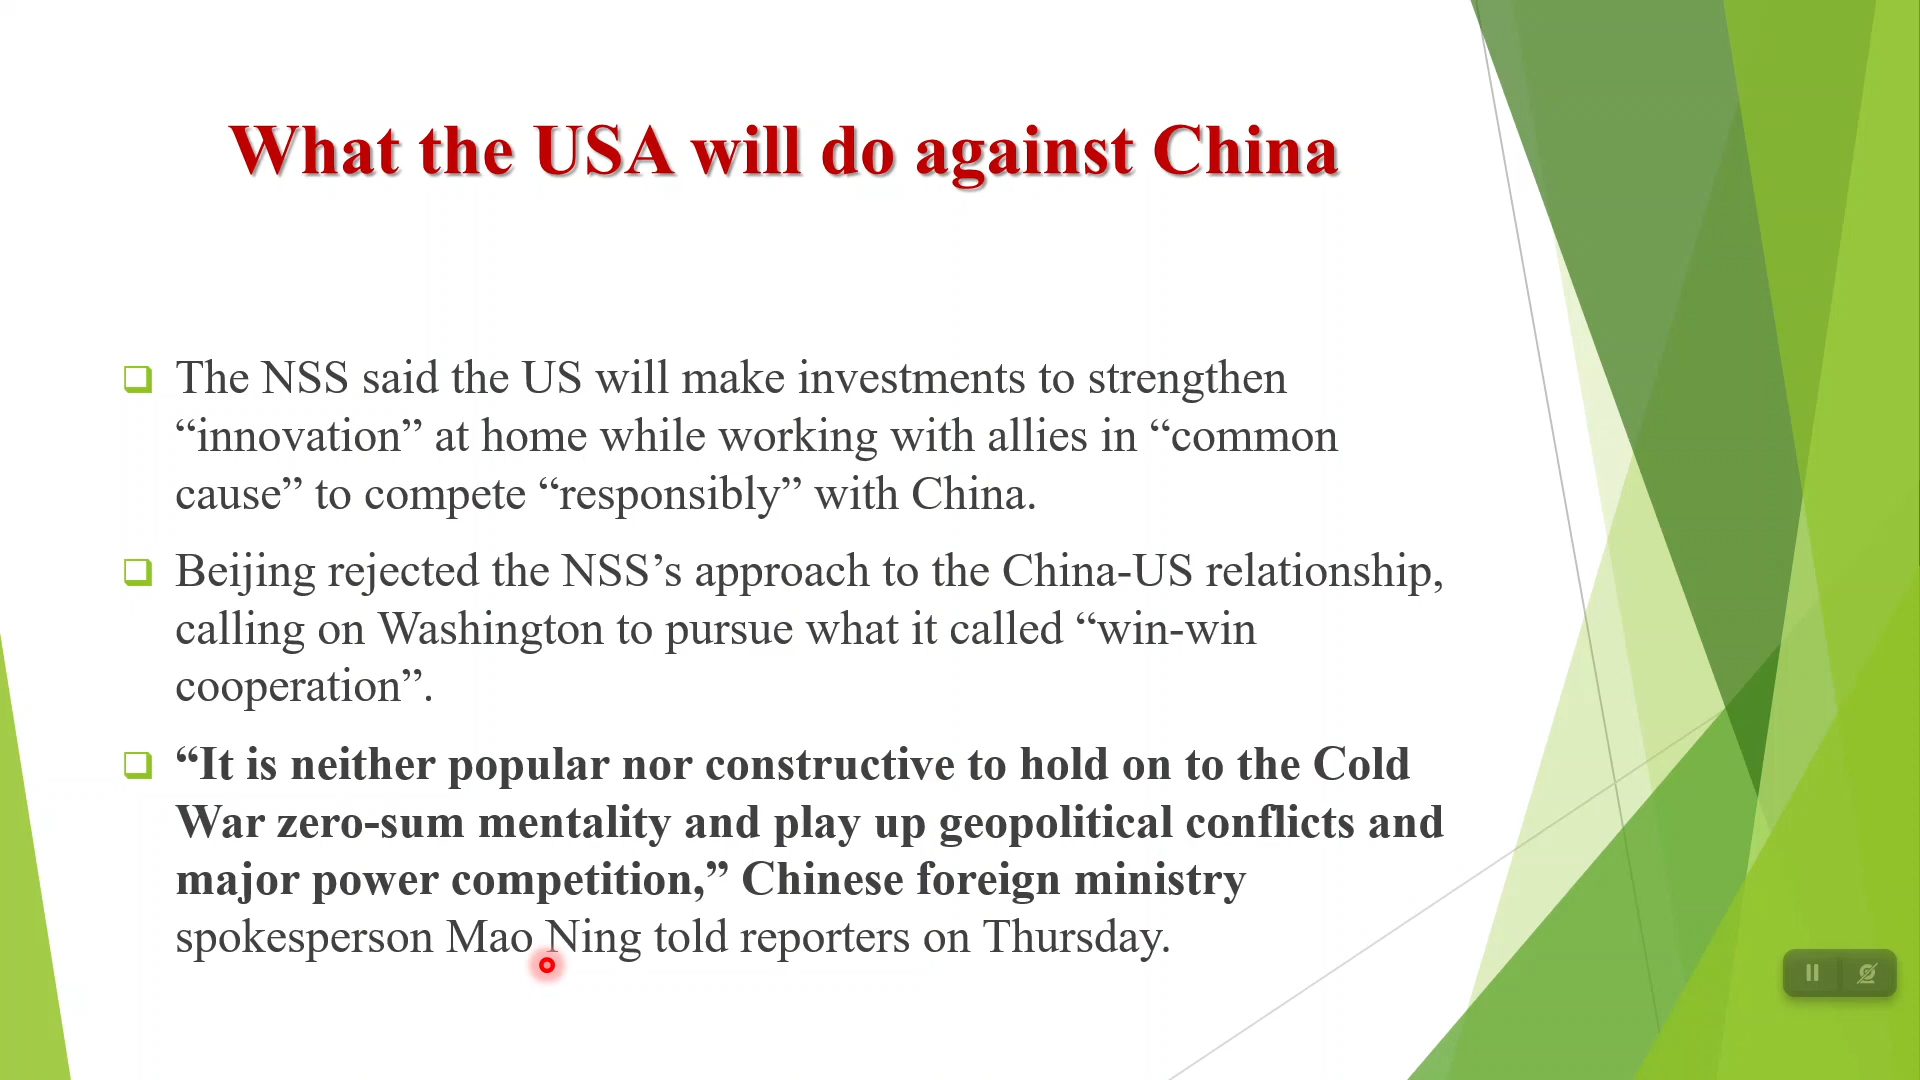 What the USA will do against China
The NSS said the US will make investments to strengthen
“innovation” at home while working with allies in “common
cause” to compete “responsibly” with China.
Beijing rejected the NSS’s approach to the China-US relationship,
calling on Washington to pursue what it called “win-win
cooperation”.
“It is neither popular nor constructive to hold on to the Cold
War zero-sum mentality and play up geopolitical conflicts and
major power competition,” Chinese foreign ministry
spokesperson Mao Ning told reporters on Thursday.